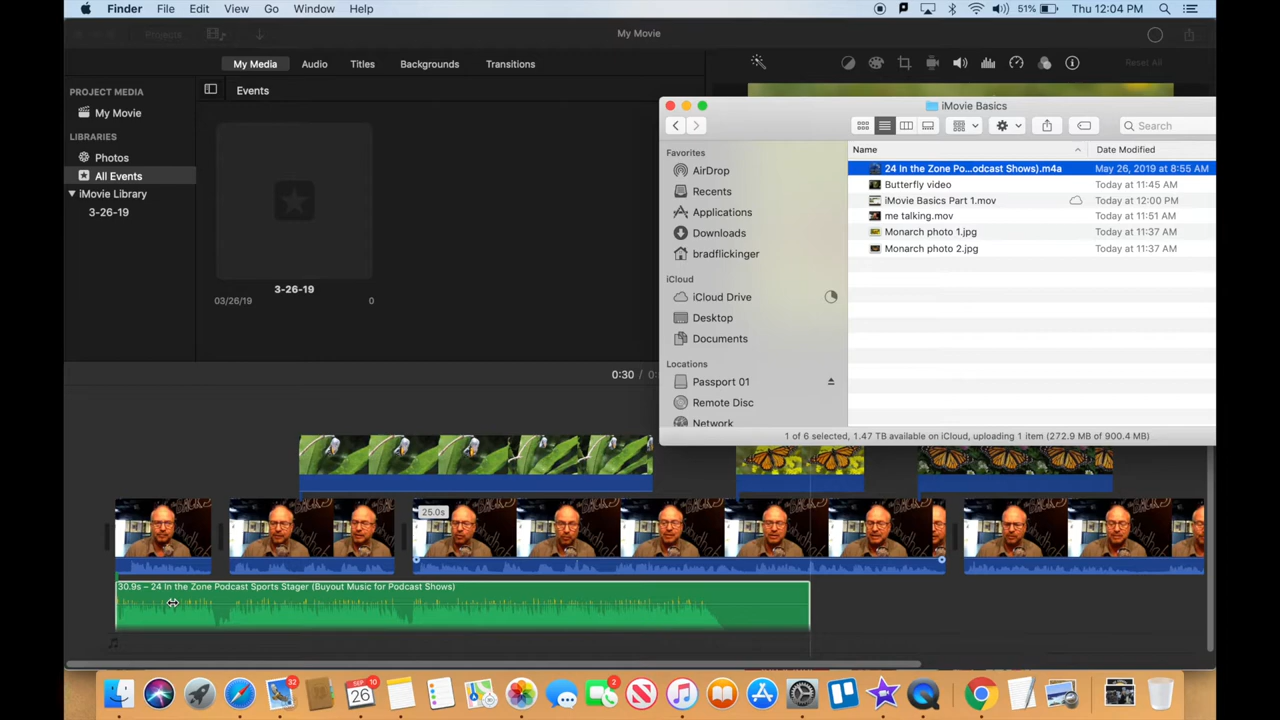 Finder File Edit View Go Window Help 51% Thu 12:04 PM
Projects My Movie
My Media Audio Titles Backgrounds Transitions Reset All
PROJECT MEDIA
My Movie
LIBRARIES
Photos
All Events
iMovie Library
3-26-19
Events
3-26-19
03/26/19 0
iMovie Basics
Search
Favorites
AirDrop
Recents
Applications
Downloads
bradflickinger
iCloud
iCloud Drive
Desktop
Documents
Locations
Passport 01
Remote Disc
Network
Name Date Modified
24 In the Zone Po...odcast Shows).m4a May 26, 2019 at 8:55 AM
Butterfly video Today at 11:45 AM
iMovie Basics Part 1.mov Today at 12:00 PM
me talking.mov Today at 11:51 AM
Monarch photo 1.jpg Today at 11:37 AM
Monarch photo 2.jpg Today at 11:37 AM
1 of 6 selected, 1.47 TB available on iCloud, uploading 1 item (272.9 MB of 900.4 MB)
0:30 /
25.0s
30.9s – 24 In the Zone Podcast Sports Stager (Buyout Music for Podcast Shows)
32
SEP 10
26
2